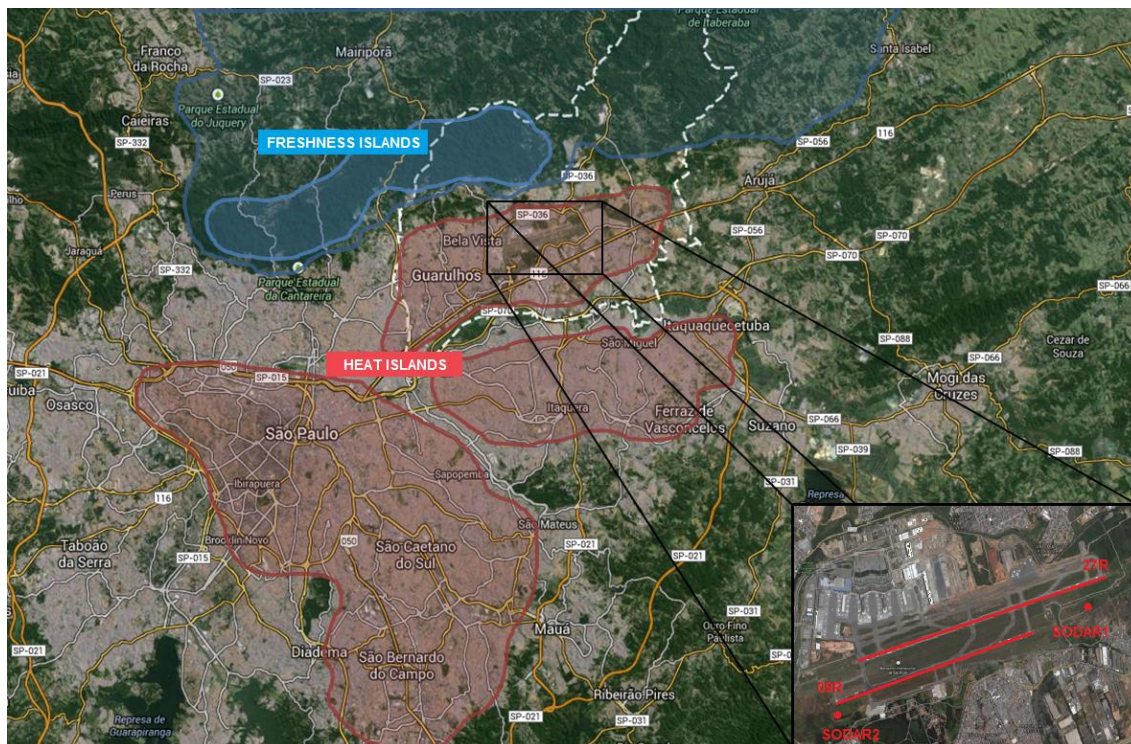 (Parque Estadual
de Itaberaba)
Franco
da Rocha
Mairiporã
Santa Isabel
SP-023
Parque Estadual
do Juquery
Caieiras
SP-332
116
FRESHNESS ISLANDS
SP-056
SP-036
Arujá
Perus
SP-036
SP-056
SP-070
Bela Vista
Jaraguá
SP-332
Guarulhos
116
SP-070
Parque Estadual
da Cantareira
SP-066
SP-070
Itaquaquecetuba
São Miguel
SP-088
Cezar de
Souza
HEAT ISLANDS
050
SP-015
SP-021
SP-066
Mogi das
Cruzes
Osasco
Itaquera
Ferraz de
Vasconcelos
Suzano
SP-066
São Paulo
SP-039
SP-088
Sapopemba
Ibirapuera
SP-031
116
Represa
São Mateus
Brooklin Novo
050
Taboão
da Serra
SP-015
São Caetano
do Sul
SP-021
SP-021
27R
SODAR1
SP-031
Mauá
Ouro Fino
Paulista
Diadema
SP-021
São Bernardo
do Campo
09R
Ribeirão Pires
SODAR2
Represa de
Guarapiranga
SP-021
SP-031